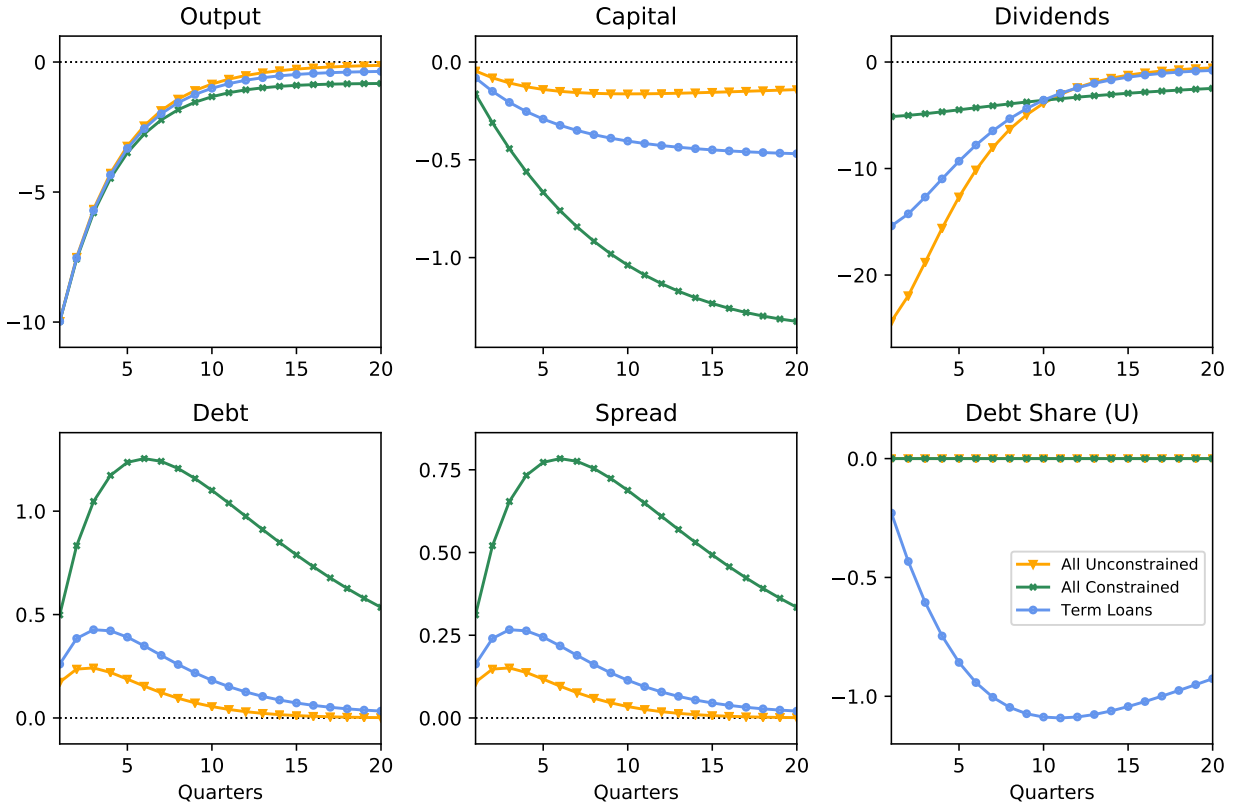 Output
Capital
Dividends
0
−5
−10
5 10 15 20
0.0
−0.5
−1.0
5 10 15 20
0
−10
−20
5 10 15 20
Debt
Spread
Debt Share (U)
1.0
0.5
0.0
5 10 15 20
Quarters
0.75
0.50
0.25
0.00
5 10 15 20
Quarters
0.0
−0.5
−1.0
All Unconstrained
All Constrained
Term Loans
5 10 15 20
Quarters